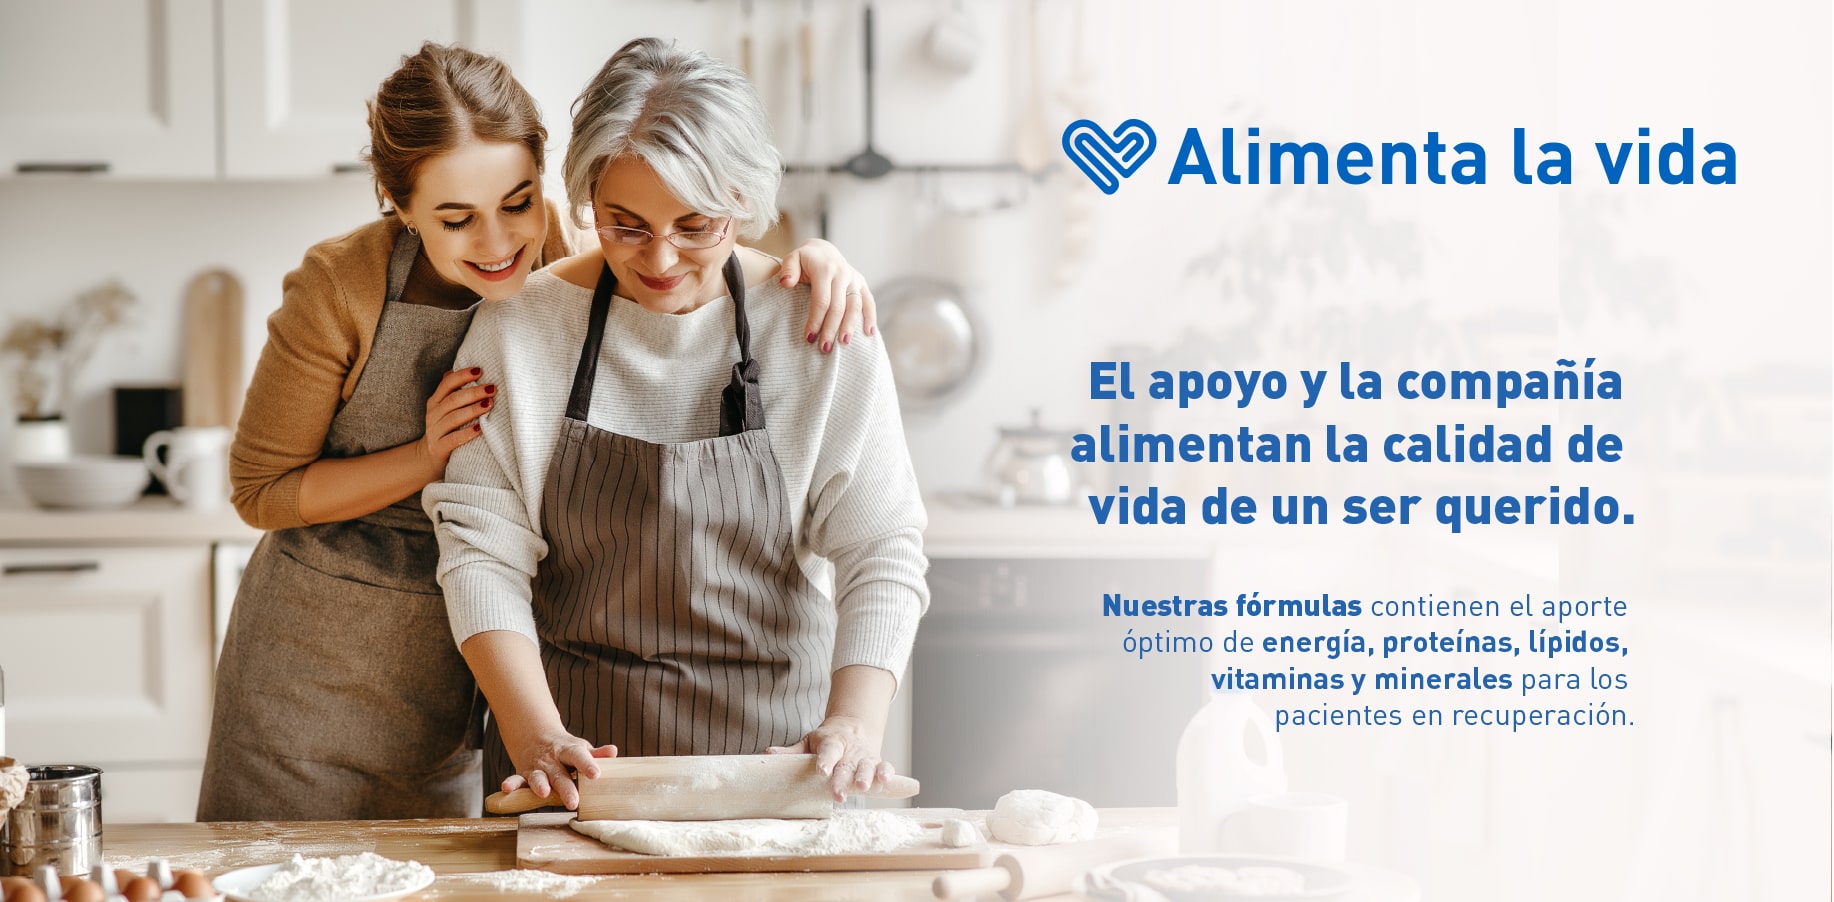 Alimenta la vida
El apoyo y la compañía
alimentan la calidad de
vida de un ser querido.
Nuestras fórmulas contienen el aporte
óptimo de energía, proteínas, lípidos,
vitaminas y minerales para los
pacientes en recuperación.